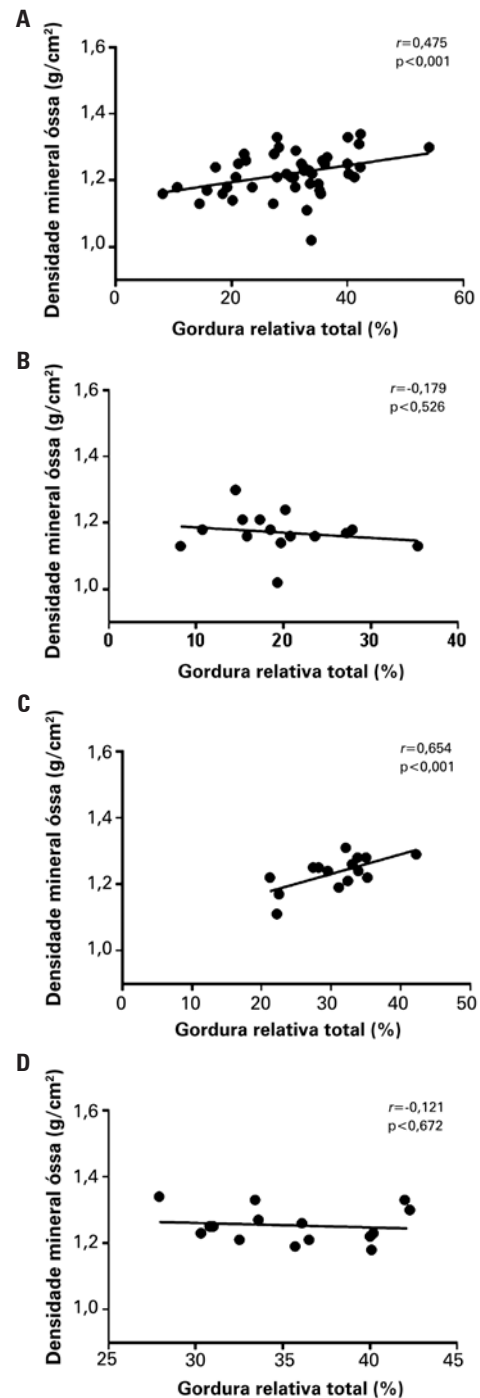 A
Densidade mineral óssa (g/cm²)
1,6
1,4
1,2
1,0
r=0,475
p<0,001
0
20
40
60
Gordura relativa total (%)
B
Densidade mineral óssa (g/cm²)
1,6
1,4
1,2
1,0
r=-0,179
p<0,526
0
10
20
30
40
Gordura relativa total (%)
C
Densidade mineral óssa (g/cm²)
1,6
1,4
1,2
1,0
r=0,654
p<0,001
0
10
20
30
40
50
Gordura relativa total (%)
D
Densidade mineral óssa (g/cm²)
1,6
1,4
1,2
1,0
r=-0,121
p<0,672
25
30
35
40
45
Gordura relativa total (%)